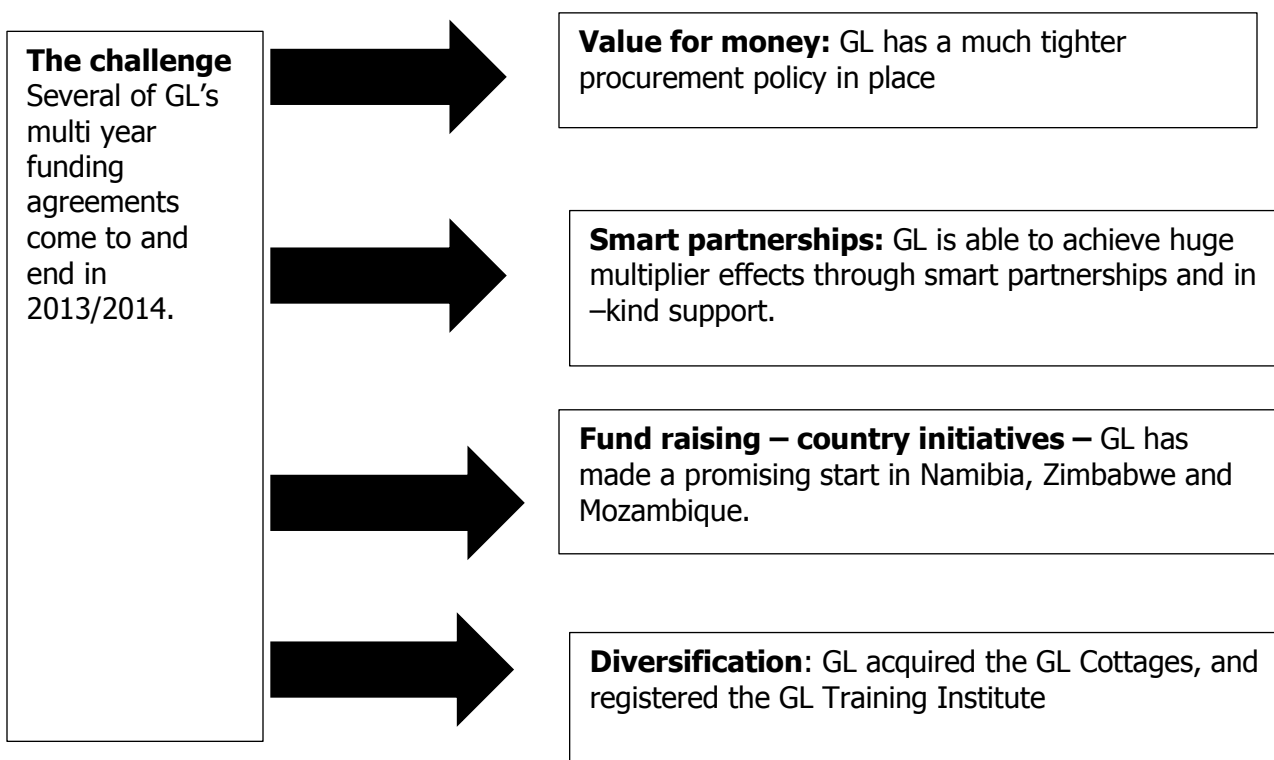 The challenge
Several of GL’s
multi year
funding
agreements
come to and
end in
2013/2014.
Value for money: GL has a much tighter
procurement policy in place
Smart partnerships: GL is able to achieve huge
multiplier effects through smart partnerships and in
–kind support.
Fund raising – country initiatives – GL has
made a promising start in Namibia, Zimbabwe and
Mozambique.
Diversification: GL acquired the GL Cottages, and
registered the GL Training Institute